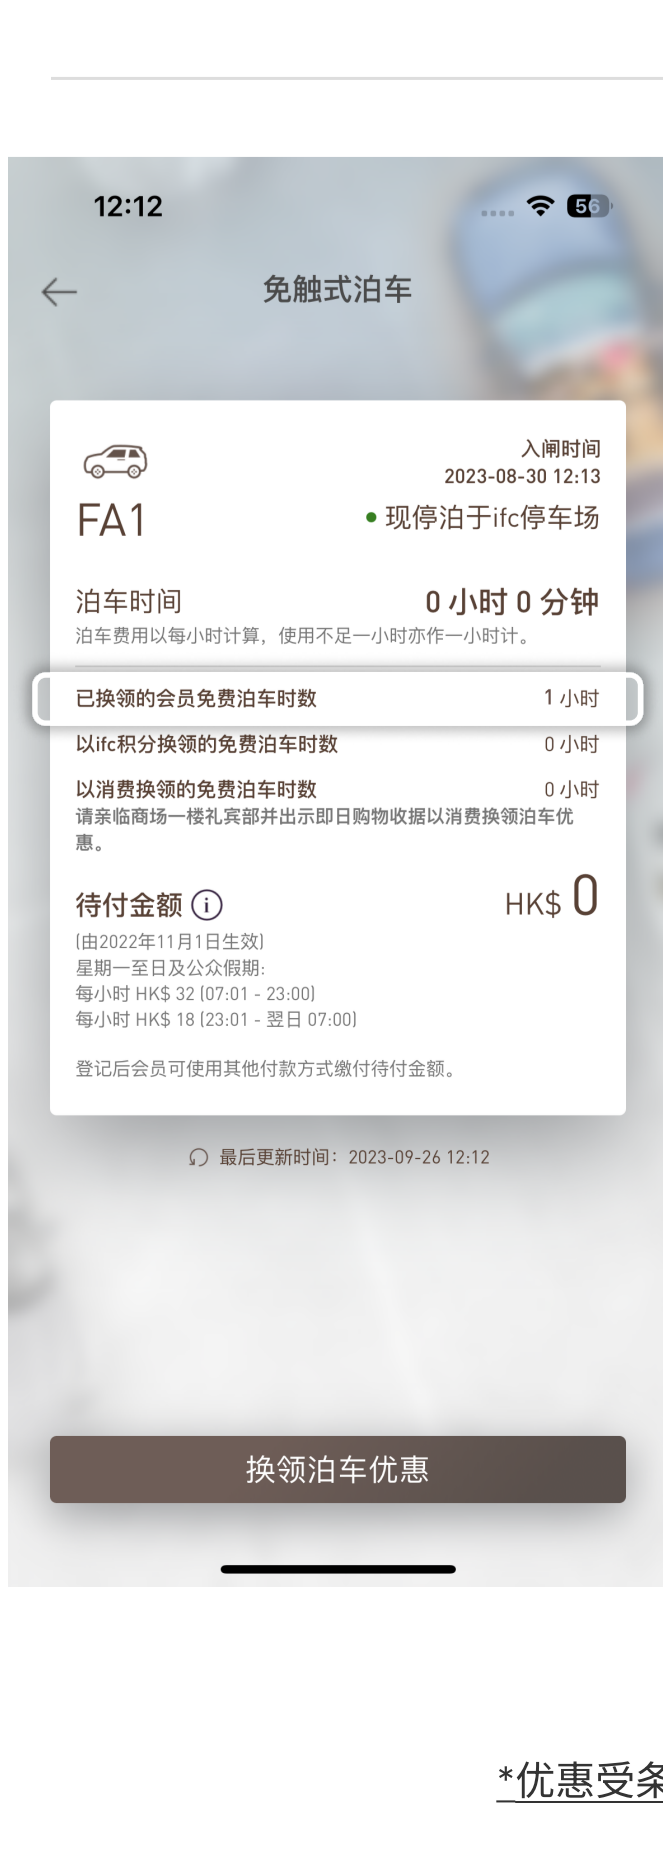 12:12
56
免触式泊车
入闸时间
2023-08-30 12:13
FA1
现停泊于ifc停车场
泊车时间 0 小时 0 分钟
泊车费用以每小时计算，使用不足一小时亦作一小时计。
已换领的会员免费泊车时数 1 小时
以ifc积分换领的免费泊车时数 0 小时
以消费换领的免费泊车时数 0 小时
请亲临商场一楼礼宾部并出示即日购物收据以消费换领泊车优
惠。
待付金额 HK$ 0
(由2022年11月1日生效)
星期一至日及公众假期:
每小时 HK$ 32 (07:01 - 23:00)
每小时 HK$ 18 (23:01 - 翌日 07:00)
登记后会员可使用其他付款方式缴付待付金额。
最后更新时间：2023-09-26 12:12
换领泊车优惠
*优惠受条